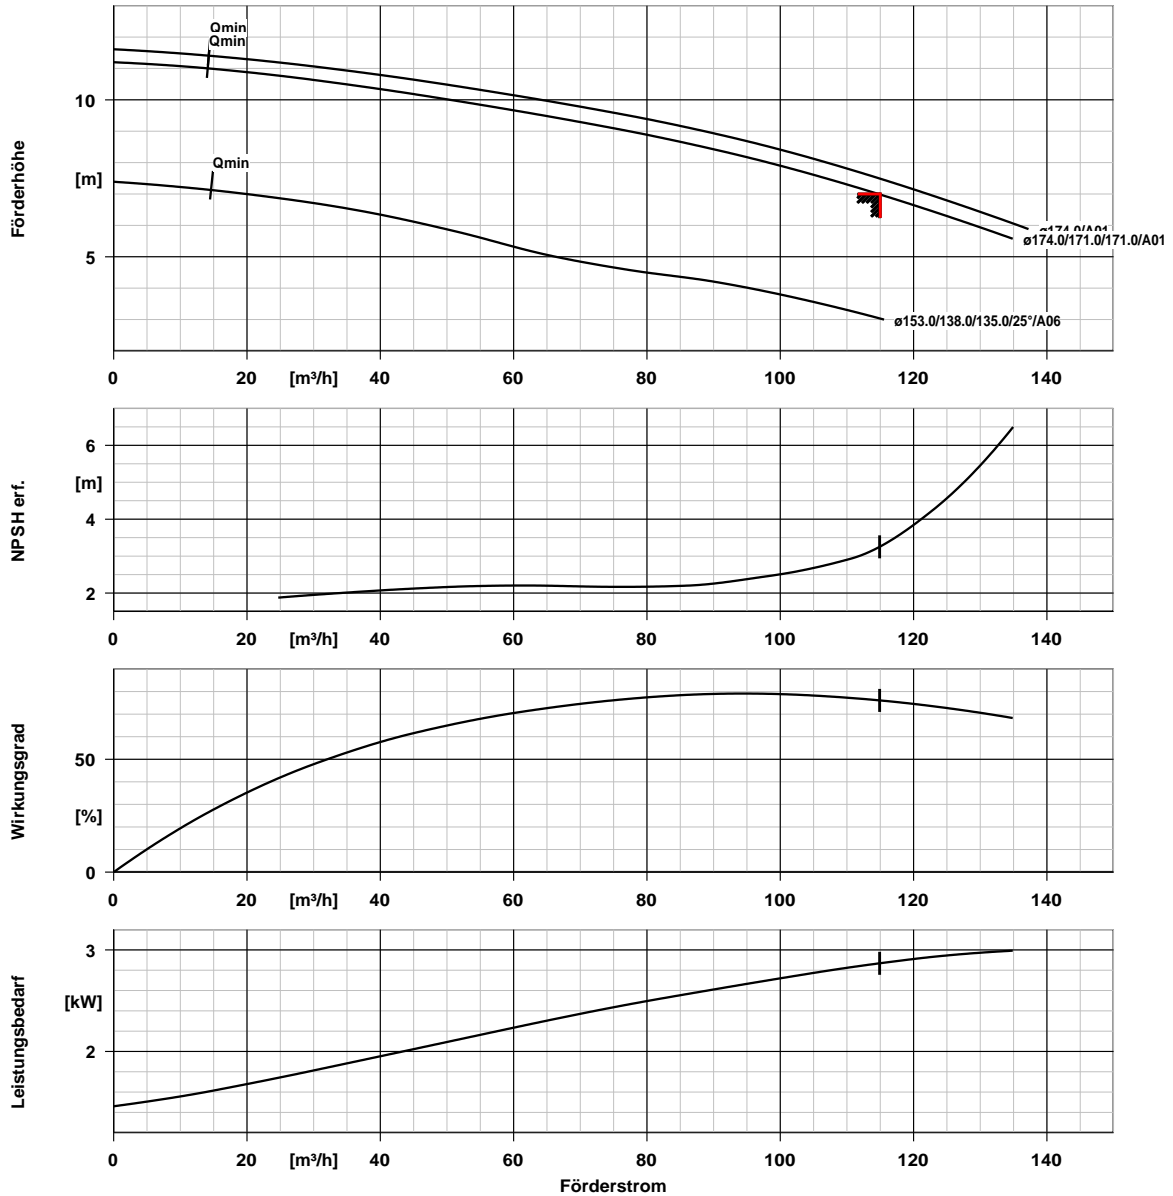 Qmin
Qmin
10
Qmin
[m]
Förderhöhe
ø174.0/A01
ø174.0/171.0/171.0/A01
5
ø153.0/138.0/135.0/25°/A06
0 20 [m³/h] 40 60 80 100 120 140
6
[m]
NPSH erf.
4
2
0 20 [m³/h] 40 60 80 100 120 140
50
Wirkungsgrad
[%]
0
0 20 [m³/h] 40 60 80 100 120 140
3
[kW]
Leistungsbedarf
2
0 20 [m³/h] 40 60 80 100 120 140
Förderstrom